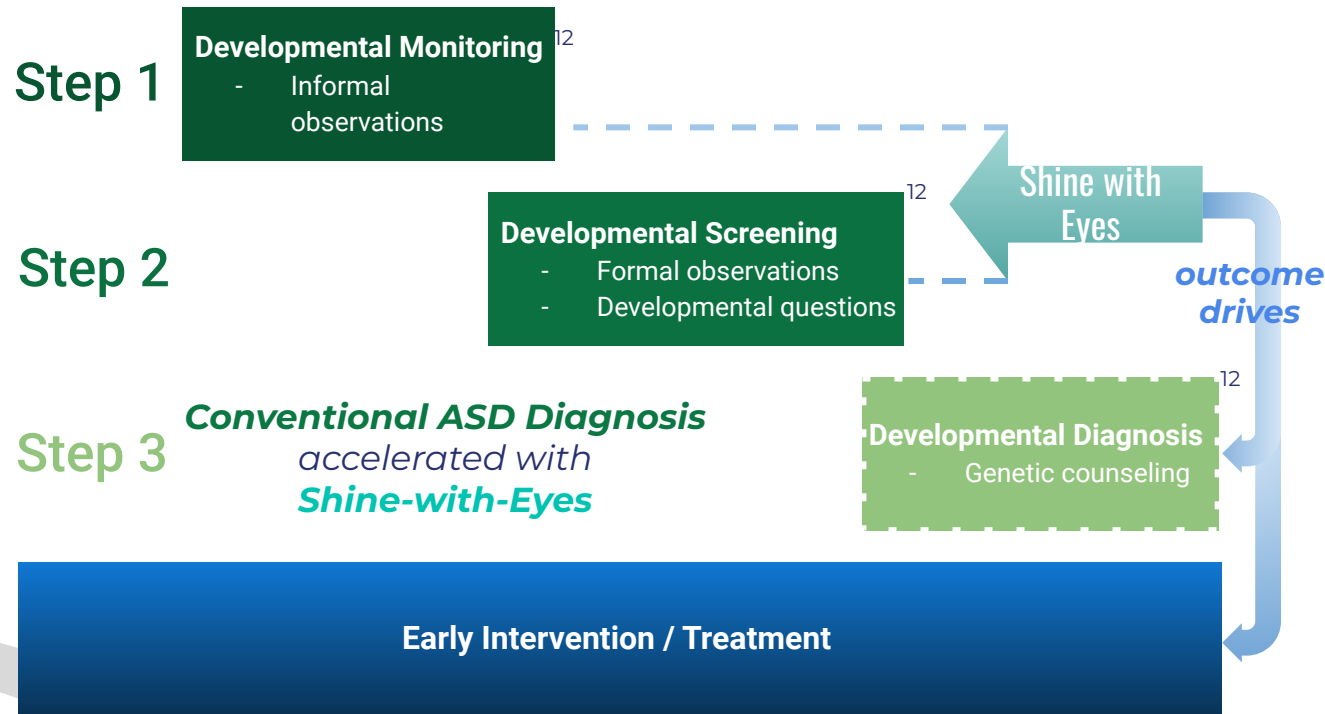 Step 1
Developmental Monitoring 12
- Informal
observations
Step 2
Developmental Screening 12
- Formal observations
- Developmental questions
Shine with
Eyes
outcome
drives
Step 3
Conventional ASD Diagnosis
accelerated with
Shine-with-Eyes
Developmental Diagnosis 12
- Genetic counseling
Early Intervention / Treatment